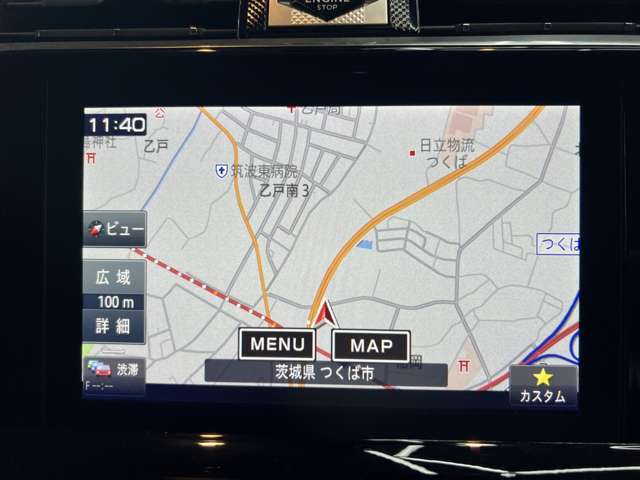 ENGINE
STOP
11:40
乙戸
日立物流
つくば
筑波東病院
乙戸南3
ビュー
つくば
広域
100 m
詳細
MENU
MAP
渋滞
F --:--
茨城県 つくば市
カスタム